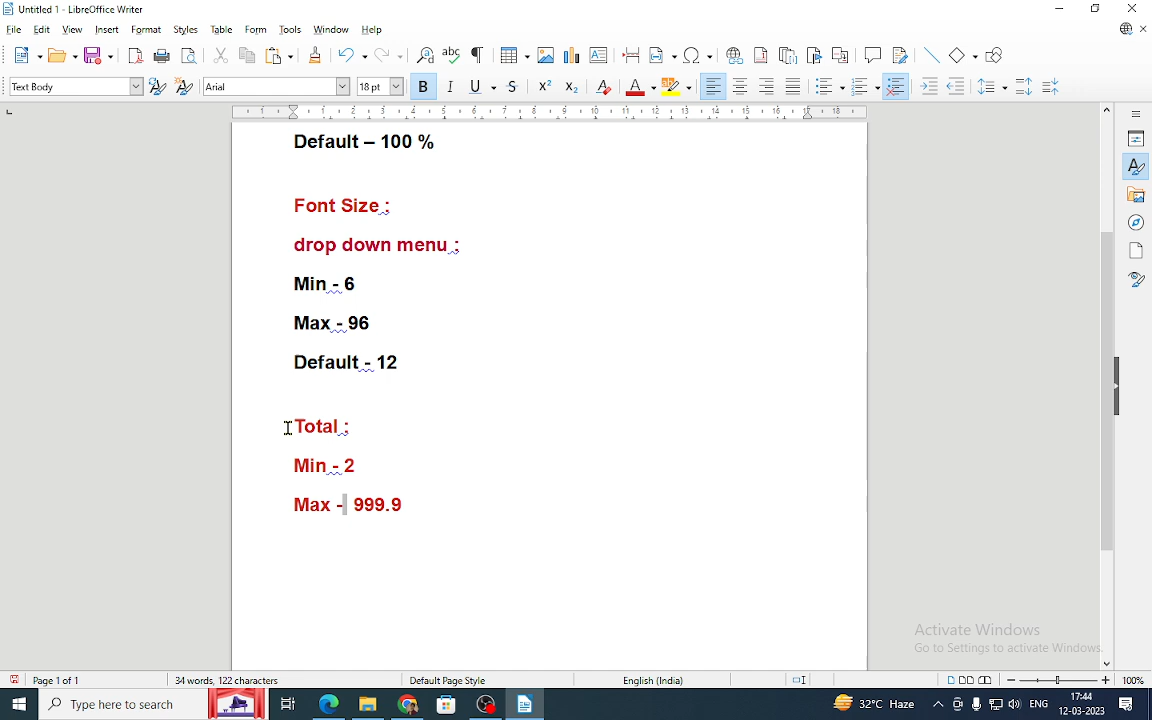 Untitled 1 - LibreOffice Writer
File Edit View Insert Format Styles Table Form Tools Window Help
Text Body Arial 18 pt
Default – 100 %
Font Size ;
drop down menu ;
Min - 6
Max - 96
Default - 12
Total ;
Min - 2
Max - 999.9
Activate Windows
Go to Settings to activate Windows.
Page 1 of 1 34 words, 122 characters Default Page Style English (India) 100%
Type here to search 32°C Haze ENG 17:44
12-03-2023